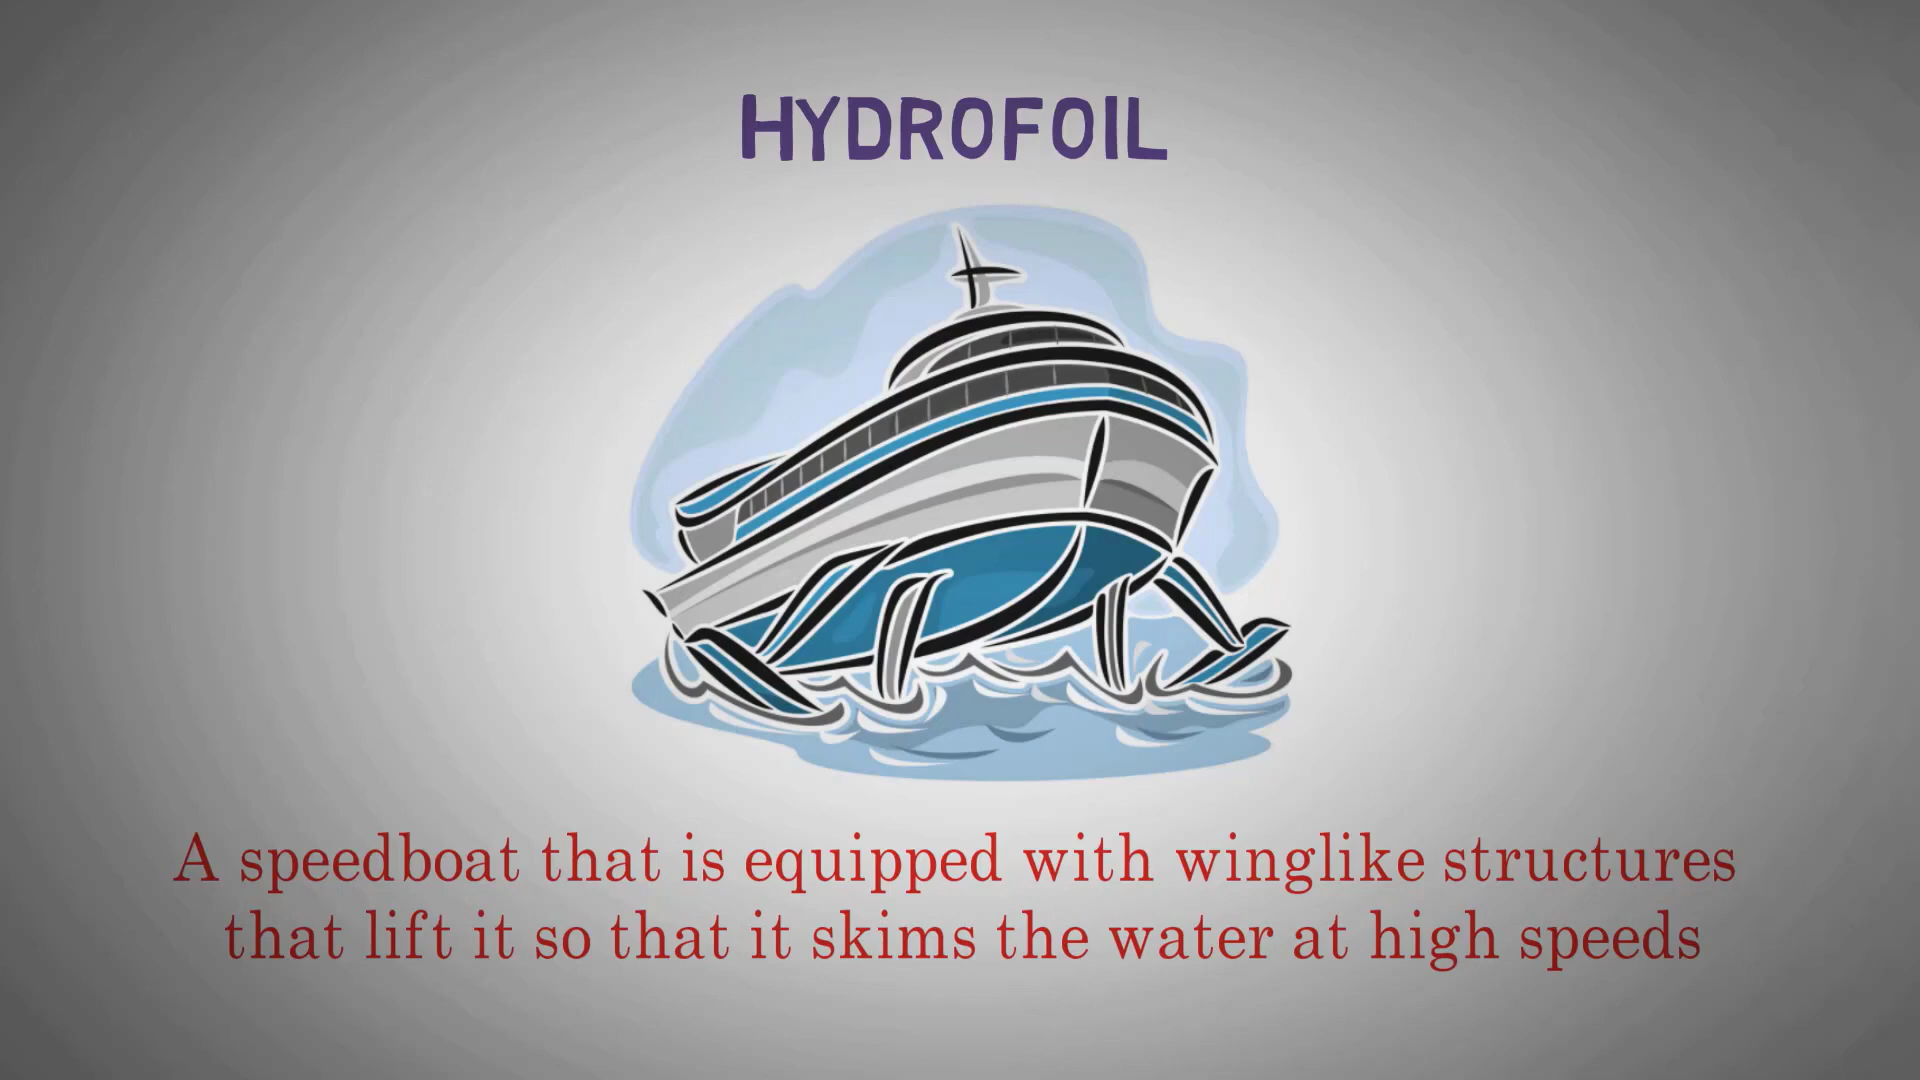 HYDROFOIL
A speedboat that is equipped with winglike structures
that lift it so that it skims the water at high speeds